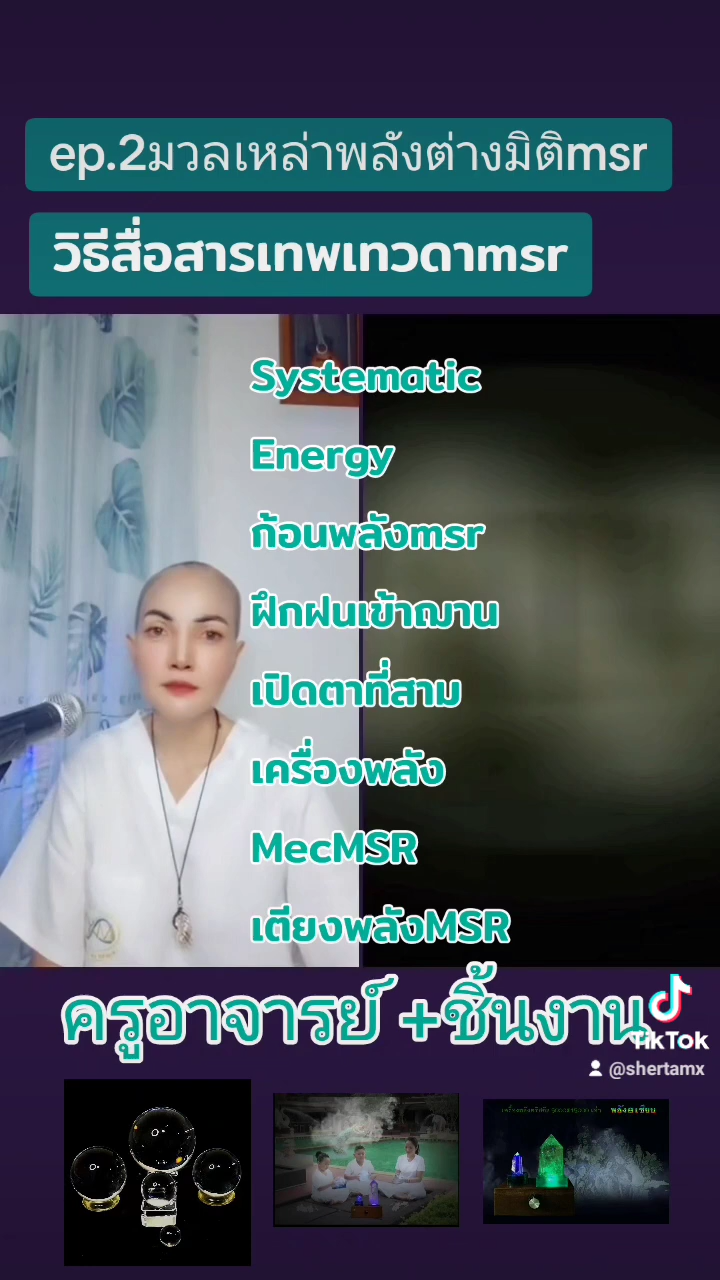 ep.2มวลเหล่าพลังต่างมิติmsr
วิธีสื่อสารเทพเทวดาmsr
Systematic
Energy
ก้อนพลังmsr
ฝึกฝนเข้าฌาน
เปิดตาที่สาม
เครื่องพลัง
MecMSR
เตียงพลังMSR
ครูอาจารย์ +ชิ้นงาน
TikTok
@shertamx